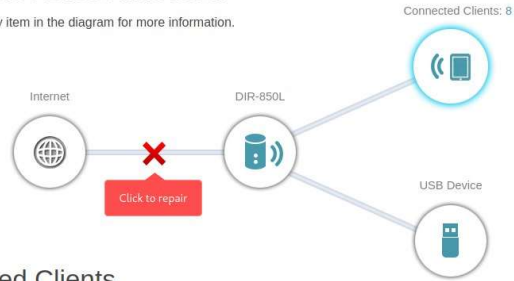 Connected Clients: 8
y item in the diagram for more information.
Internet
DIR-850L
Click to repair
USB Device
ed Clients